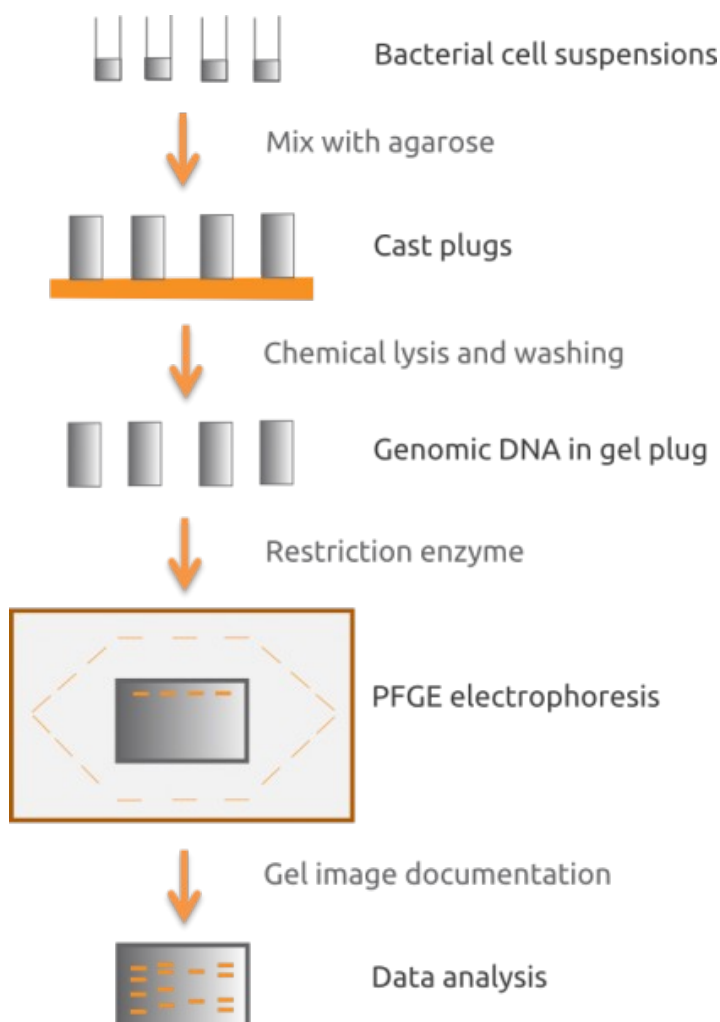 Bacterial cell suspensions
Mix with agarose
Cast plugs
Chemical lysis and washing
Genomic DNA in gel plug
Restriction enzyme
PFGE electrophoresis
Gel image documentation
Data analysis